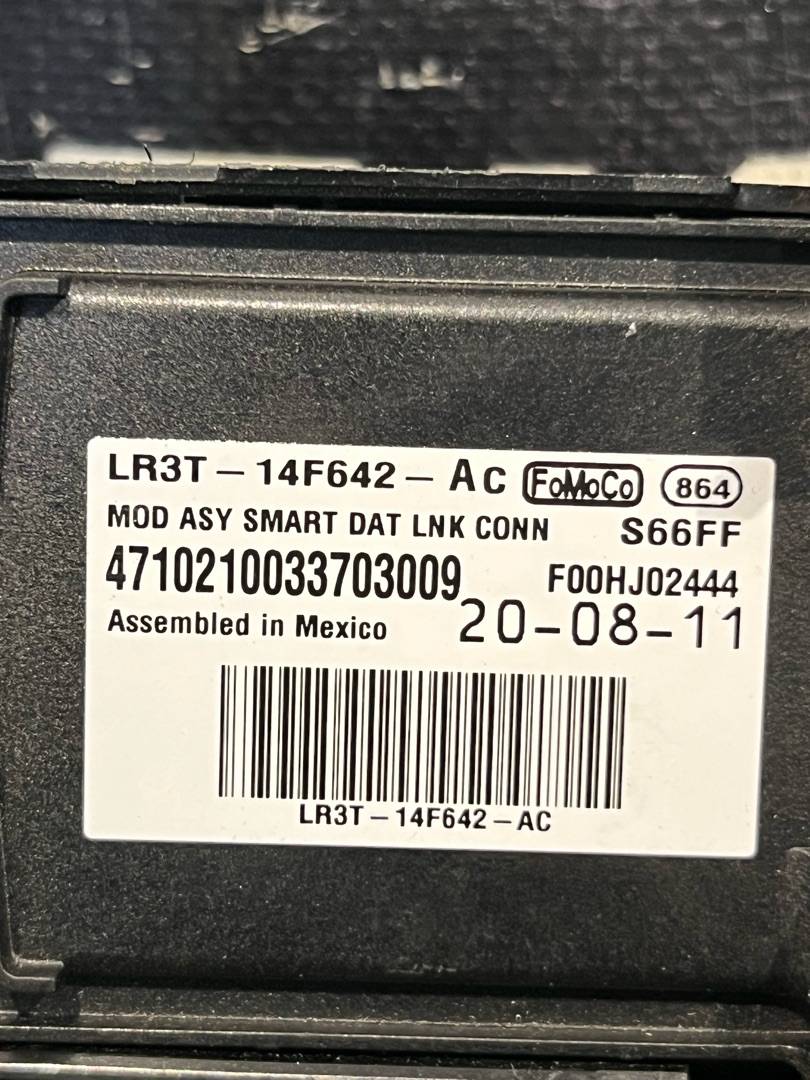 LR3T-14F642-AC FoMoCo 864
MOD ASY SMART DAT LNK CONN S66FF
4710210033703009 F00HJ02444
Assembled in Mexico 20-08-11
LR3T-14F642-AC